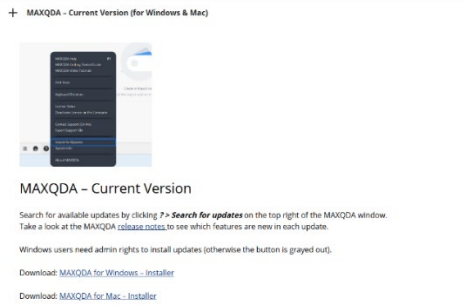 MAXQDA – Current Version (for Windows & Mac)
MAXQDA – Current Version
Search for available updates by clicking ? > Search for updates on the top right of the MAXQDA window.
Take a look at the MAXQDA release notes to see which features are new in each update.
Windows users need admin rights to install updates (otherwise the button is grayed out).
Download: MAXQDA for Windows – Installer
Download: MAXQDA for Mac – Installer